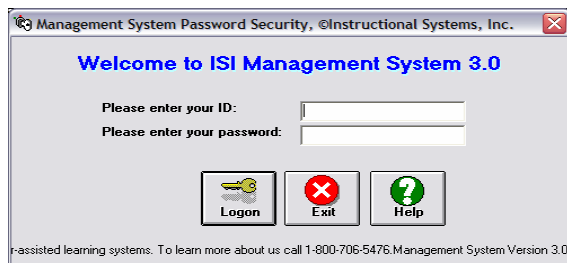 Management System Password Security, ©Instructional Systems, Inc.
Welcome to ISI Management System 3.0
Please enter your ID:
Please enter your password:
Logon Exit Help
r-assisted learning systems. To learn more about us call 1-800-706-5476.Management System Version 3.0